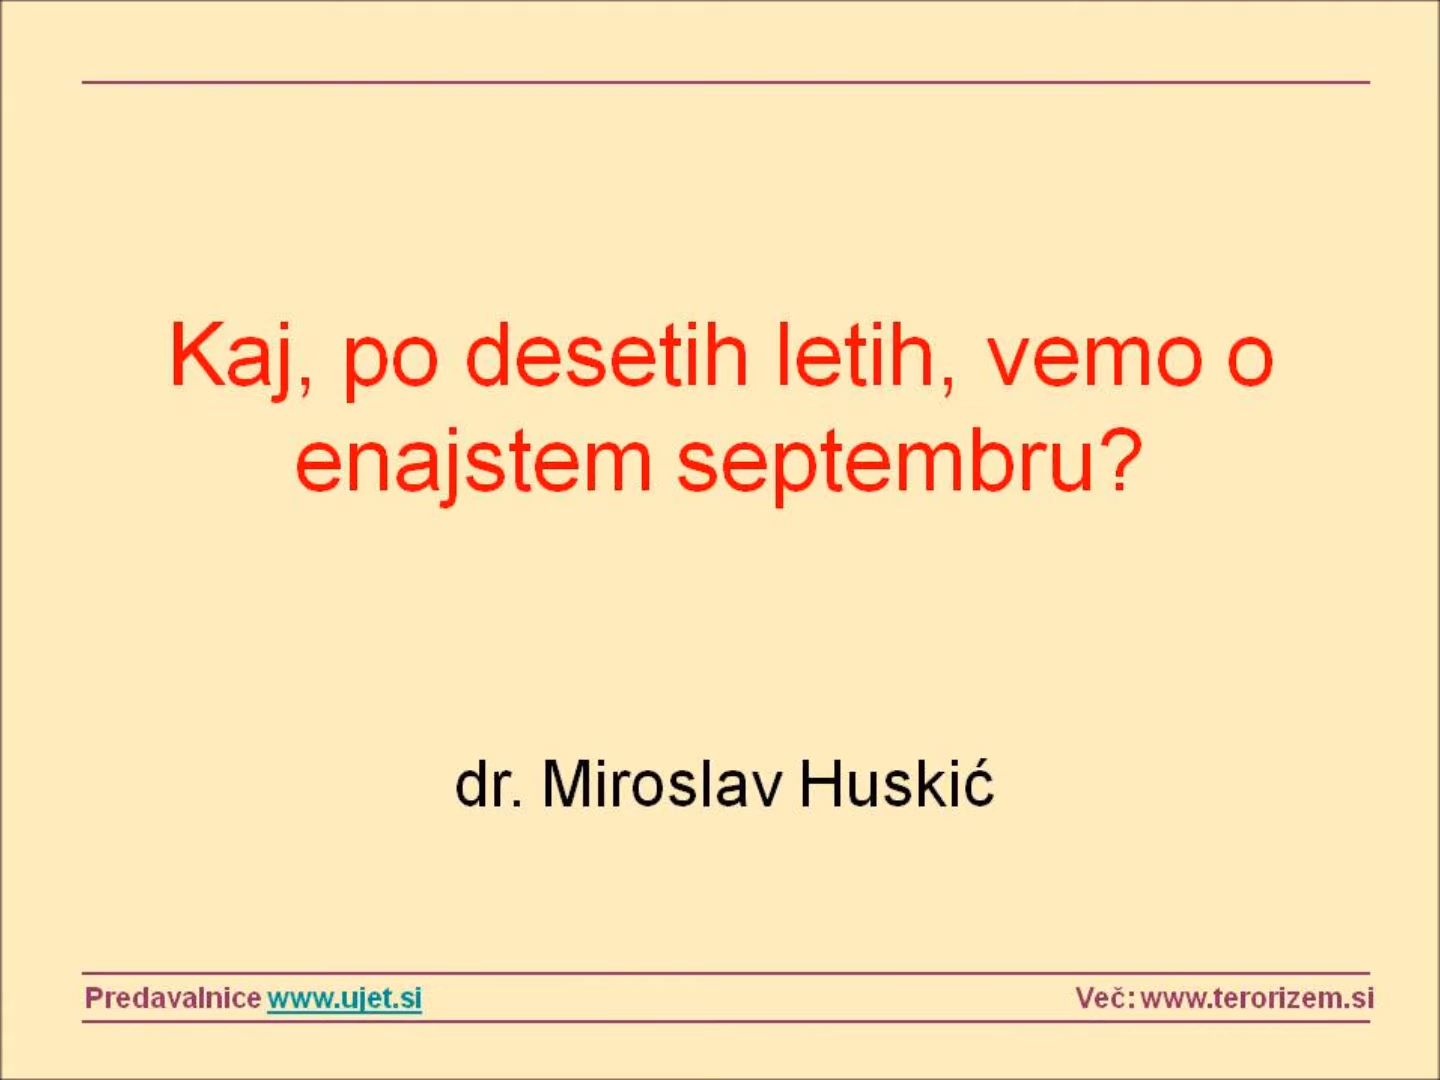 Kaj, po desetih letih, vemo o
enajstem septembru?
dr. Miroslav Huskić
Predavalnice www.ujet.si
Več: www.terorizem.si